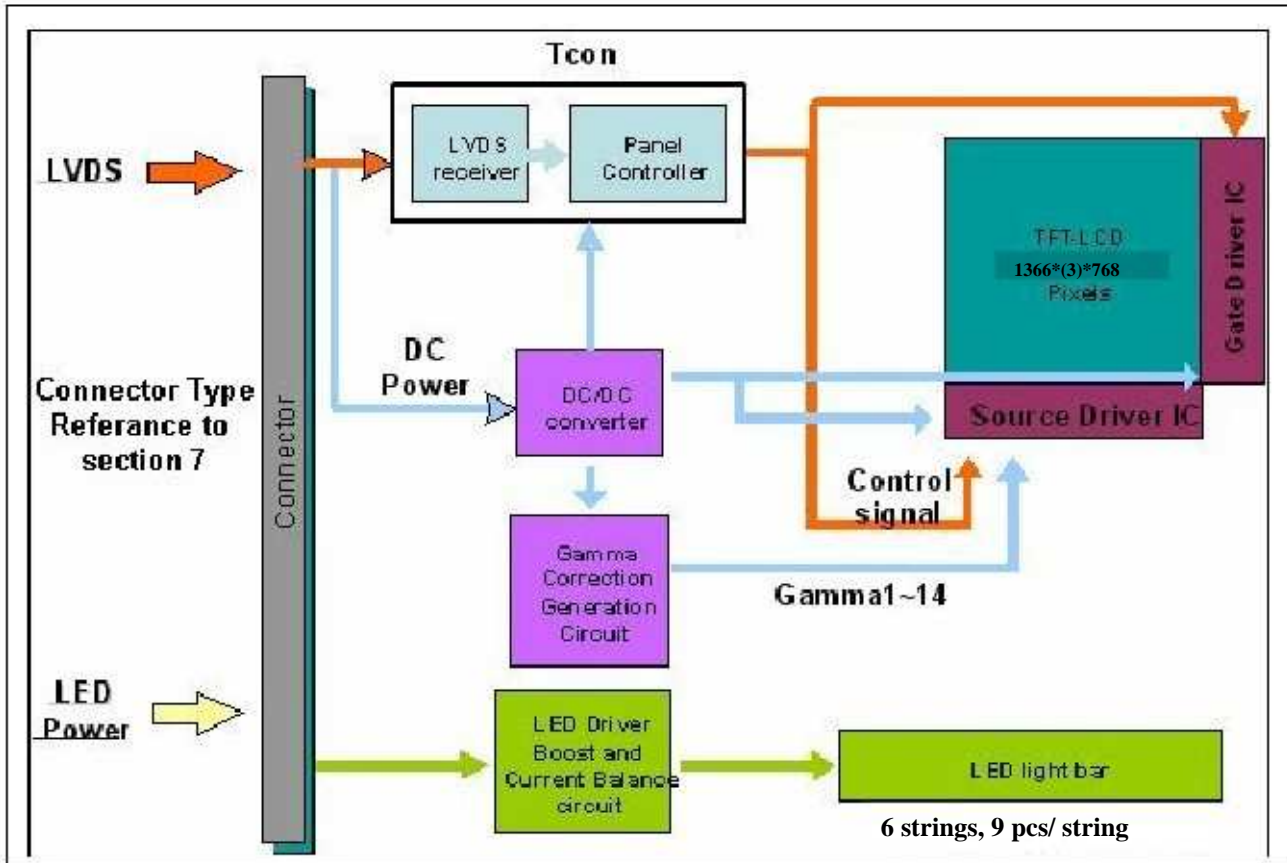 Tcon
LVDS
LVDS
receiver
Panel
Controller
TFT-LCD
1366*(3)*768
Pixels
Gate Driver IC
Source Driver IC
Connector Type
Referance to
section 7
Connector
DC
Power
DC/DC
converter
Control
signal
Gamma
Correction
Generation
Circuit
Gamma1~14
LED
Power
LED Driver
Boost and
Current Balance
circuit
LED light bar
6 strings, 9 pcs/ string